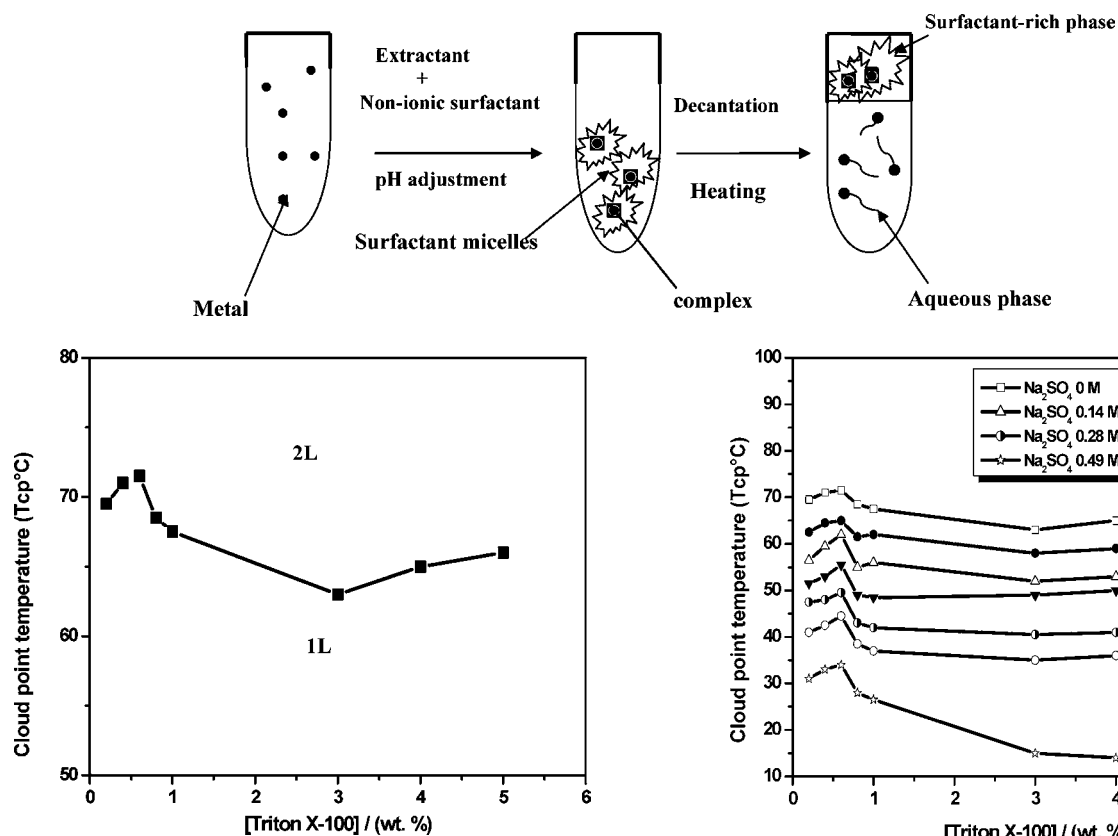 Extractant
+
Non-ionic surfactant
pH adjustment
Metal
Surfactant micelles
complex
Decantation
Heating
Surfactant-rich phase
Aqueous phase
Cloud point temperature (Tcp°C)
80
70
60
50
2L
1L
0 1 2 3 4 5 6
[Triton X-100] / (wt. %)
Cloud point temperature (Tcp°C)
100
90
80
70
60
50
40
30
20
10
Na₂SO₄ 0 M
Na₂SO₄ 0.14 M
Na₂SO₄ 0.28 M
Na₂SO₄ 0.49 M
0 1 2 3 4
[Triton X-100] / (wt. %